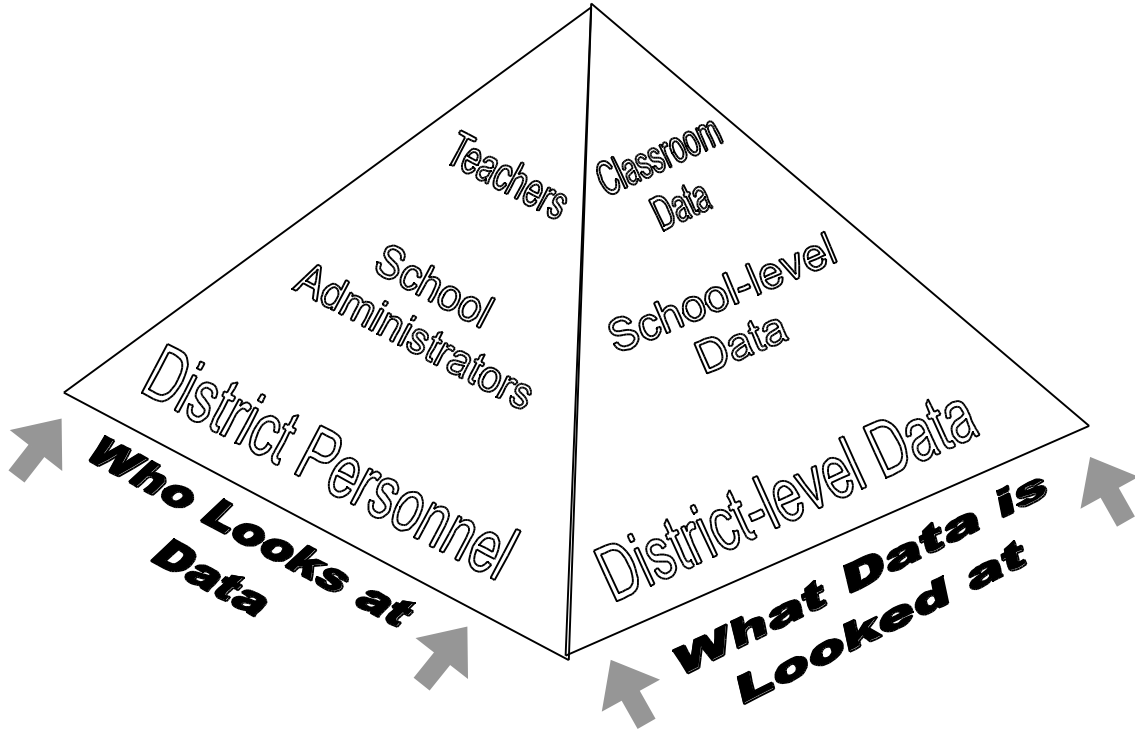 Teachers
School
Administrators
District Personnel
Who Looks at
Data
Classroom
Data
School-level
Data
District-level Data
What Data is
Looked at